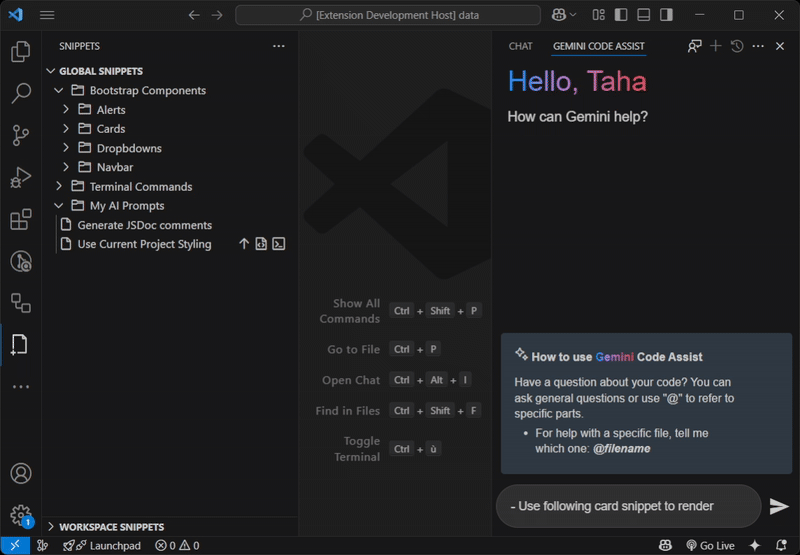 [Extension Development Host] data
SNIPPETS
GLOBAL SNIPPETS
Bootstrap Components
Alerts
Cards
Dropbdowns
Navbar
Terminal Commands
My AI Prompts
Generate JSDoc comments
Use Current Project Styling
WORKSPACE SNIPPETS
Show All
Commands
Ctrl + Shift + P
Go to File
Ctrl + P
Open Chat
Ctrl + Alt + I
Find in Files
Ctrl + Shift + F
Toggle
Terminal
Ctrl + ù
CHAT
GEMINI CODE ASSIST
Hello, Taha
How can Gemini help?
How to use Gemini Code Assist
Have a question about your code? You can
ask general questions or use "@" to refer to
specific parts.
• For help with a specific file, tell me
which one: @filename
- Use following card snippet to render
1
Launchpad
0
0
Go Live